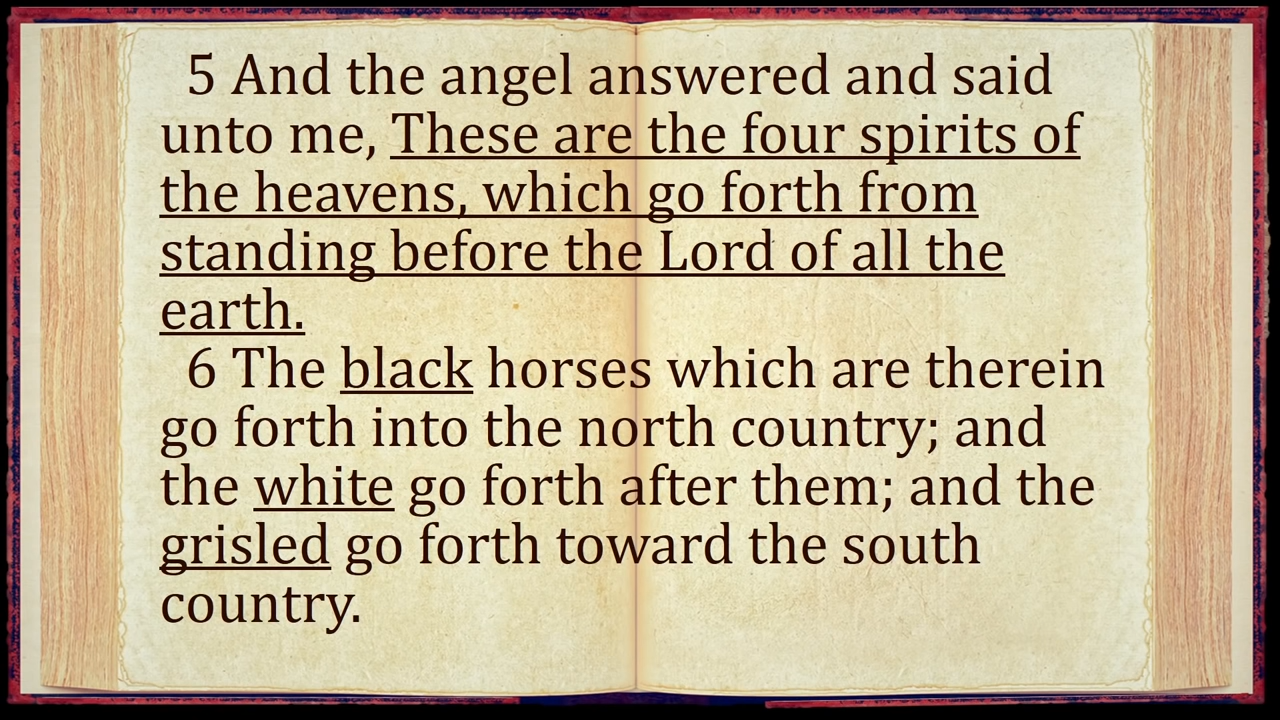 5 And the angel answered and said
unto me, These are the four spirits of
the heavens, which go forth from
standing before the Lord of all the
earth.
6 The black horses which are therein
go forth into the north country; and
the white go forth after them; and the
grisled go forth toward the south
country.